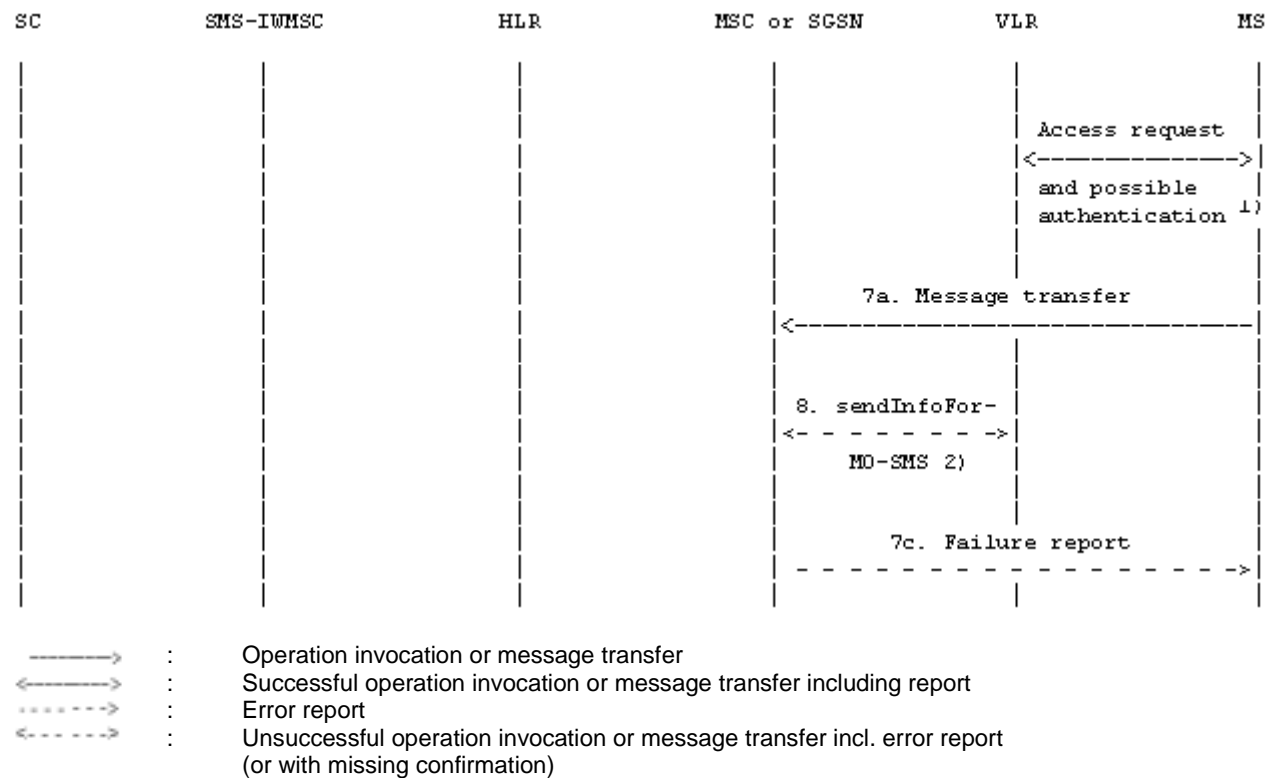 SC SMS-IWMSC HLR MSC or SGSN VLR MS
Access request
and possible
authentication 1)
7a. Message transfer
8. sendInfoFor-
MO-SMS 2)
7c. Failure report
: Operation invocation or message transfer
: Successful operation invocation or message transfer including report
: Error report
: Unsuccessful operation invocation or message transfer incl. error report
(or with missing confirmation)